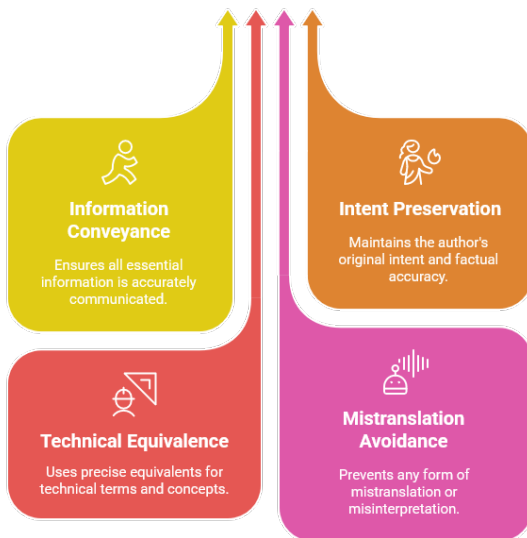 Information
Conveyance
Ensures all essential
information is accurately
communicated.
Intent Preservation
Maintains the author's
original intent and factual
accuracy.
Technical Equivalence
Uses precise equivalents for
technical terms and concepts.
Mistranslation
Avoidance
Prevents any form of
mistranslation or
misinterpretation.